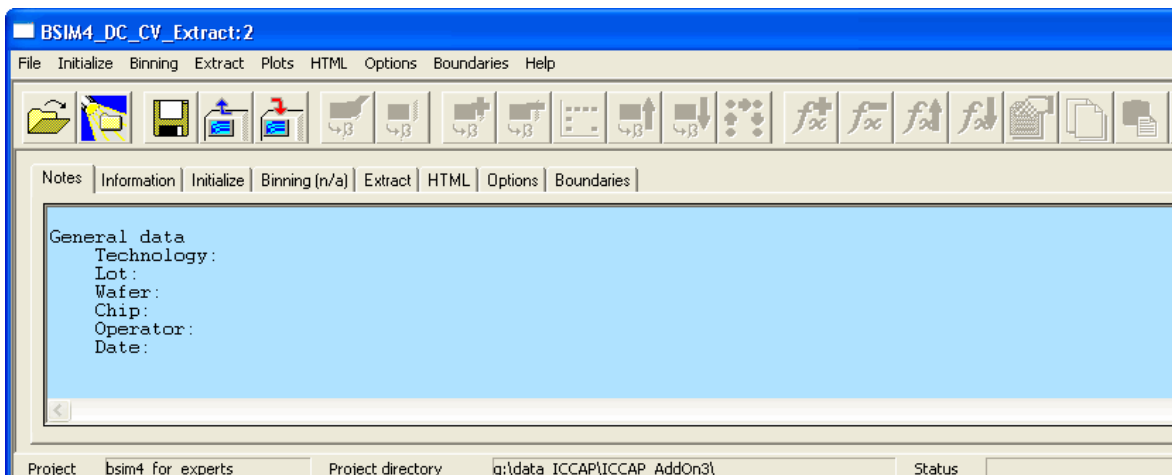 BSIM4_DC_CV_Extract:2
File Initialize Binning Extract Plots HTML Options Boundaries Help
Notes Information Initialize Binning (n/a) Extract HTML Options Boundaries
General data
Technology:
Lot:
Wafer:
Chip:
Operator:
Date:
Project bsim4_for_experts Project directory g:\data_ICCAP\ICCAP_AddOn3\ Status